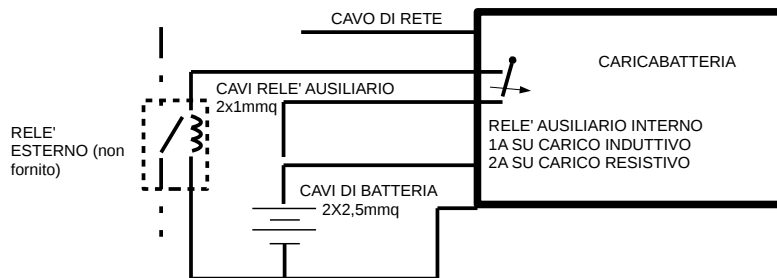 CAVO DI RETE
CARICABATTERIA
CAVI RELE' AUSILIARIO
2x1mmq
RELE'
ESTERNO (non
fornito)
RELE' AUSILIARIO INTERNO
1A SU CARICO INDUTTIVO
2A SU CARICO RESISTIVO
CAVI DI BATTERIA
2X2,5mmq